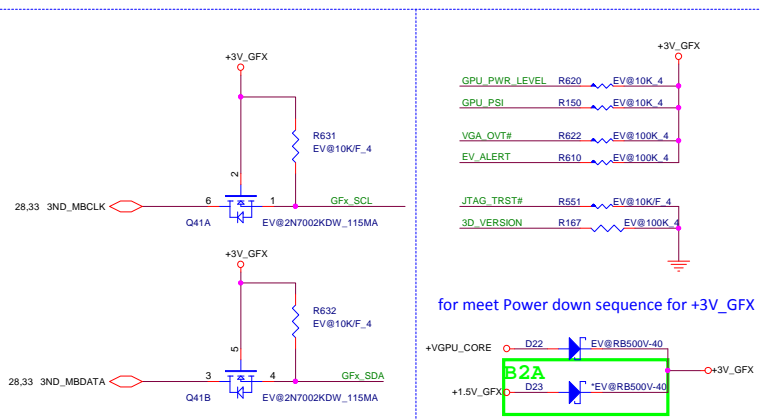 +3V_GFX
R631
EV@10K/F_4
2
28,33 3ND_MBCLK
6
1
GFx_SCL
Q41A
EV@2N7002KDW_115MA
+3V_GFX
R632
EV@10K/F_4
5
28,33 3ND_MBDATA
3
4
GFx_SDA
Q41B
EV@2N7002KDW_115MA
+3V_GFX
GPU_PWR_LEVEL R620 EV@10K_4
GPU_PSI R150 EV@10K_4
VGA_OVT# R622 EV@100K_4
EV_ALERT R610 EV@100K_4
JTAG_TRST# R551 EV@10K/F_4
3D_VERSION R167 EV@100K_4
for meet Power down sequence for +3V_GFX
+VGPU_CORE D22 EV@RB500V-40
+3V_GFX
B2A
+1.5V_GFX D23 *EV@RB500V-40